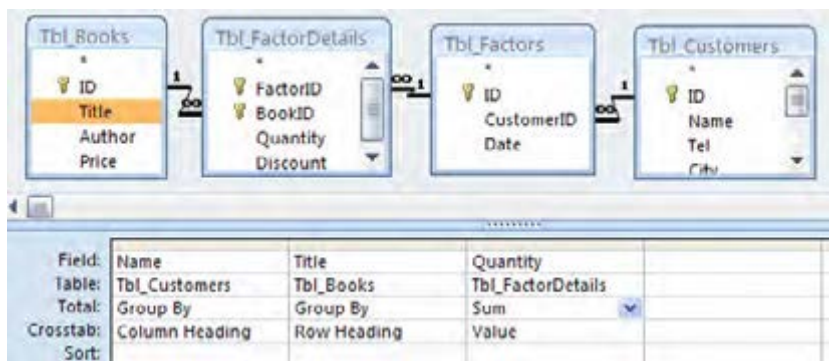 Tbl_Books
*
ID
Title
Author
Price
1
∞
Tbl_FactorDetails
*
FactorID
BookID
Quantity
Discount
∞
1
Tbl_Factors
*
ID
CustomerID
Date
∞
1
Tbl_Customers
*
ID
Name
Tel
City
Field: Name Title Quantity
Table: Tbl_Customers Tbl_Books Tbl_FactorDetails
Total: Group By Group By Sum
Crosstab: Column Heading Row Heading Value
Sort: